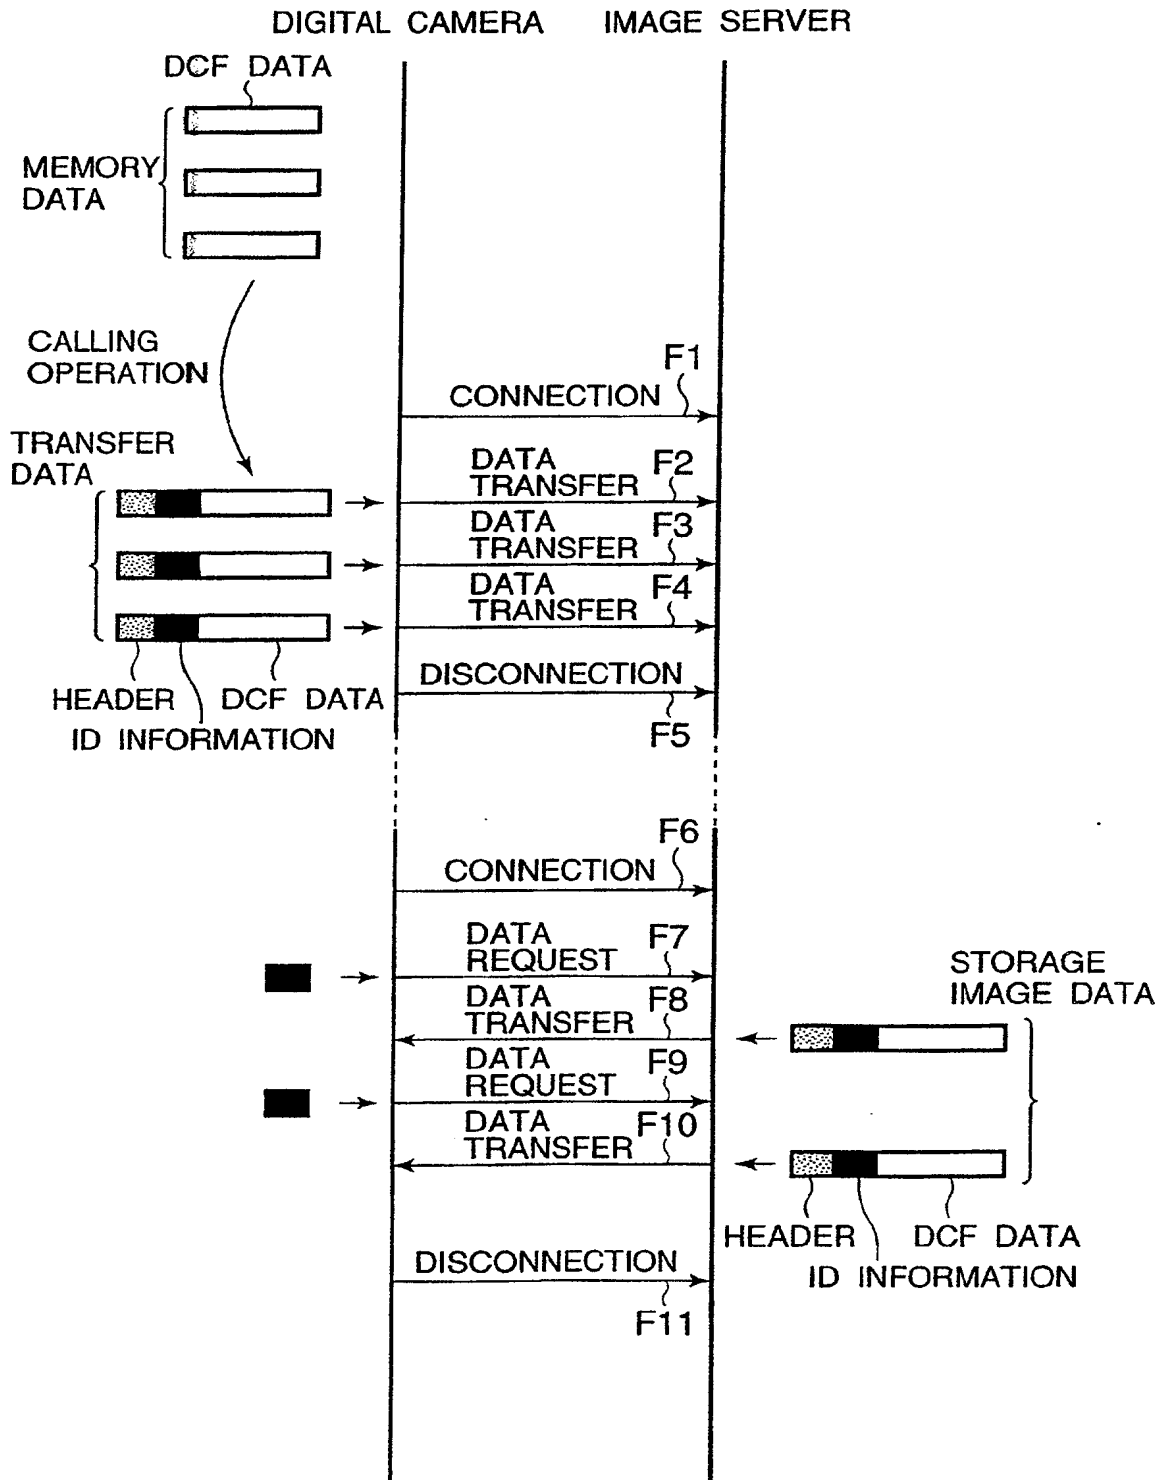 DIGITAL CAMERA IMAGE SERVER
DCF DATA
MEMORY
DATA
CALLING
OPERATION
F1
CONNECTION
TRANSFER
DATA
DATA
TRANSFER
F2
DATA
TRANSFER
F3
DATA
TRANSFER
F4
DISCONNECTION
HEADER DCF DATA
ID INFORMATION
F5
F6
CONNECTION
DATA
REQUEST
F7
STORAGE
IMAGE DATA
DATA
TRANSFER
F8
DATA
REQUEST
F9
DATA
TRANSFER
F10
HEADER DCF DATA
ID INFORMATION
DISCONNECTION
F11